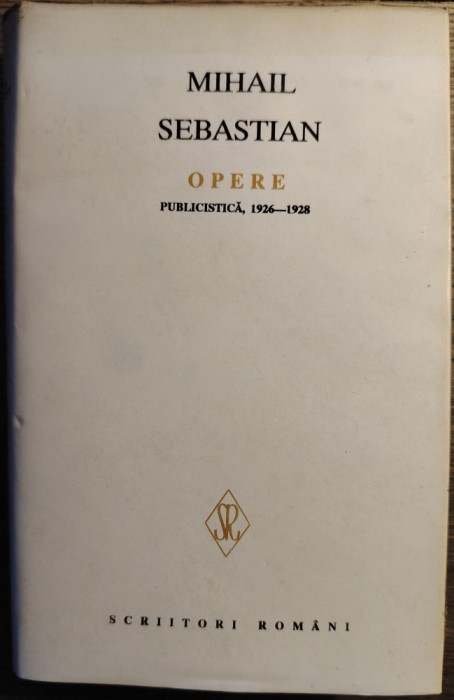 MIHAIL
SEBASTIAN
OPERE
PUBLICISTICĂ, 1926—1928
SR
SCRIITORI ROMÂNI